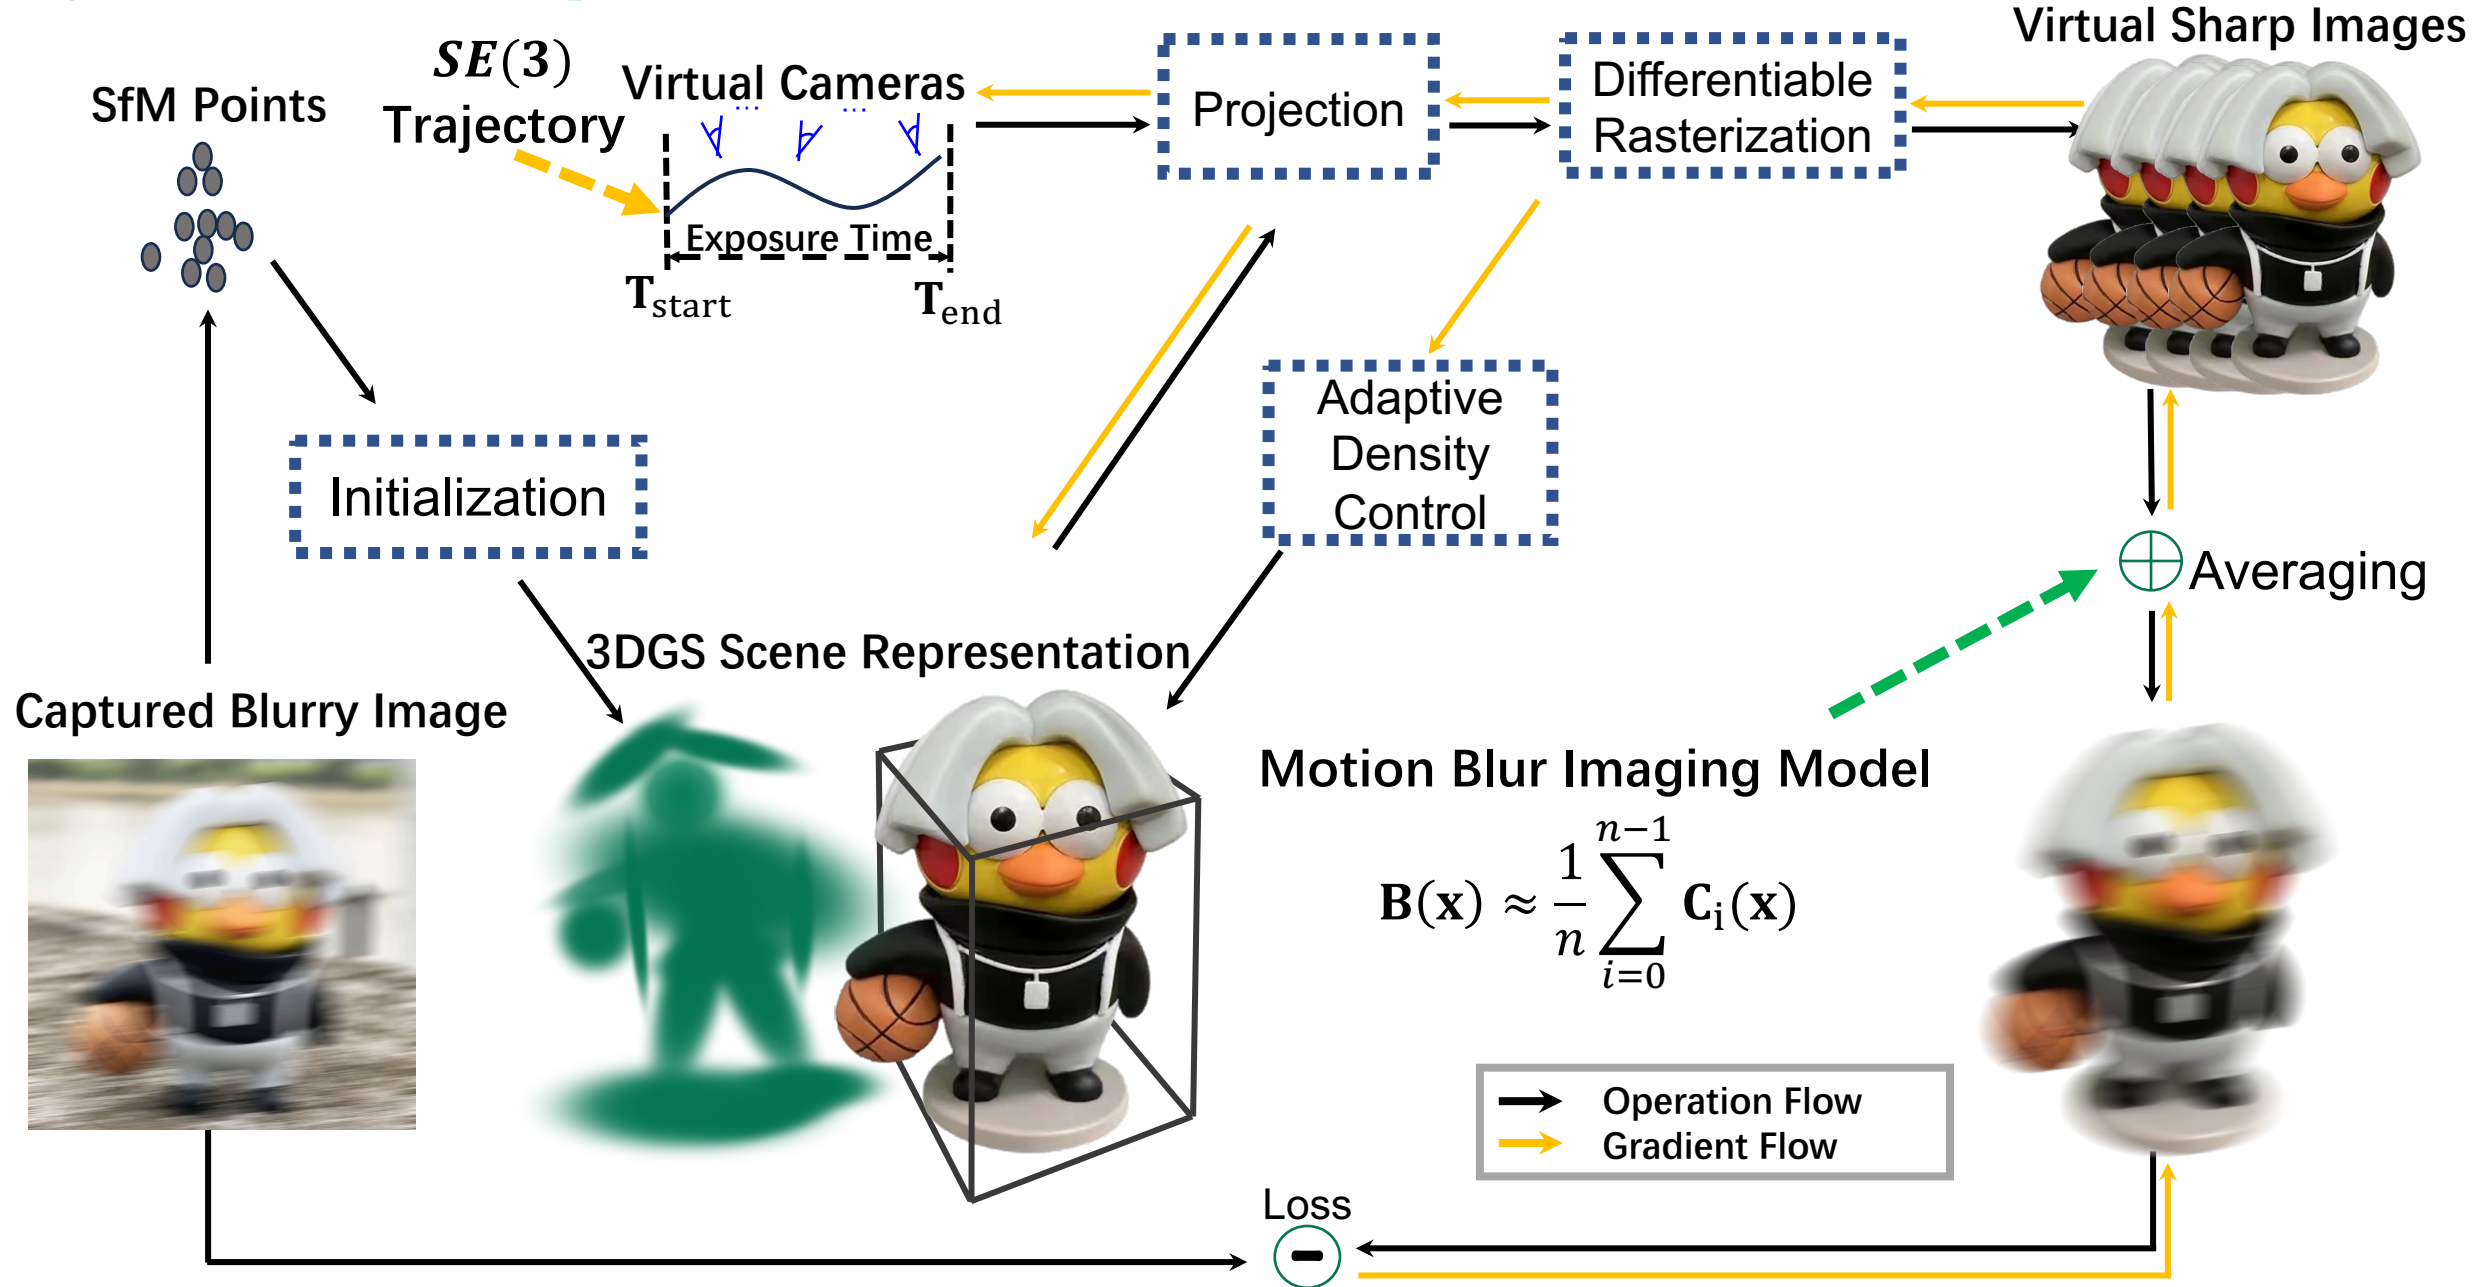 Virtual Sharp Images
SE(3)
Trajectory
Virtual Cameras
... ...
SfM Points
Projection
Differentiable
Rasterization
Exposure Time
T_start
T_end
Adaptive
Density
Control
Initialization
Averaging
3DGS Scene Representation
Captured Blurry Image
Motion Blur Imaging Model
B(x) ≈ \frac{1}{n} \sum_{i=0}^{n-1} C_i(x)
Operation Flow
Gradient Flow
Loss